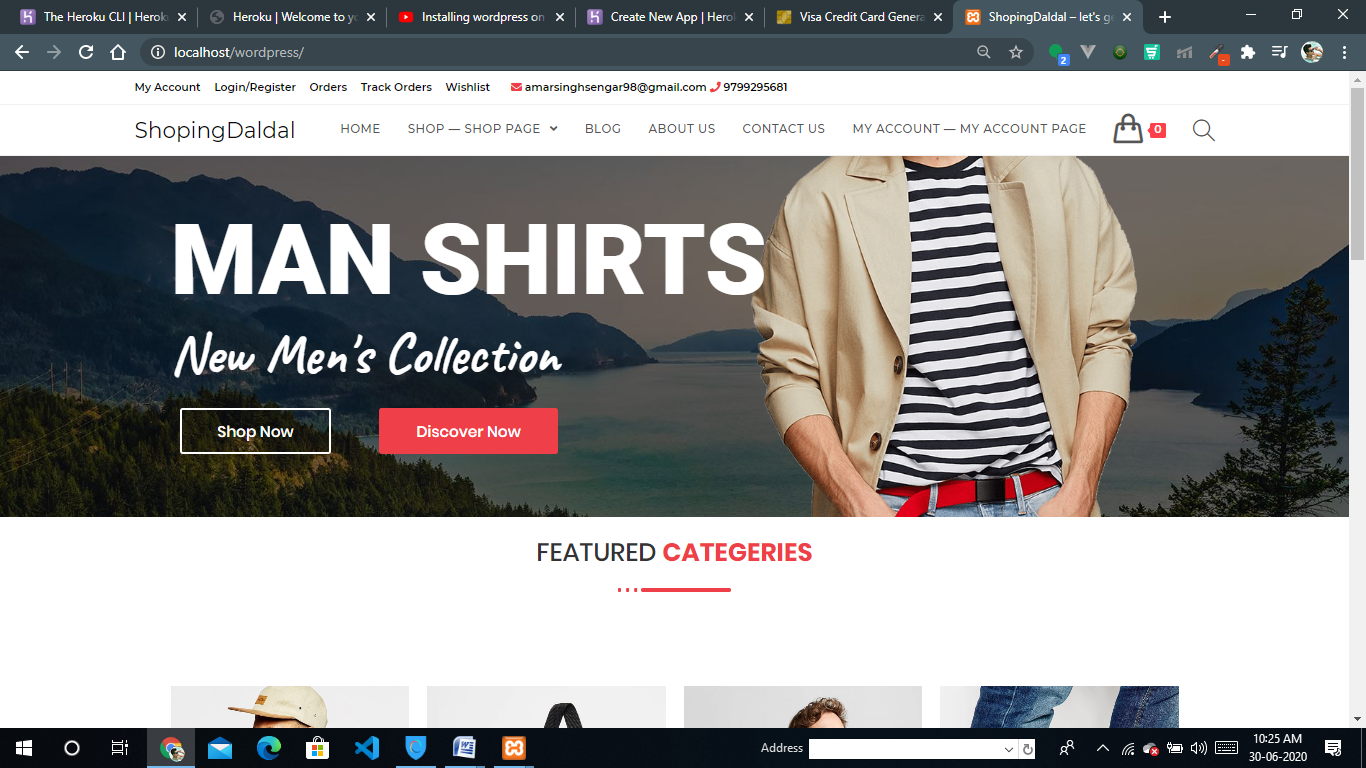 The Heroku CLI | Heroku
Heroku | Welcome to yo
Installing wordpress on
Create New App | Herok
Visa Credit Card Genera
ShopingDaldal – let's ge
localhost/wordpress/
2
-
My Account Login/Register Orders Track Orders Wishlist amarsinghsengar98@gmail.com 9799295681
ShopingDaldal
HOME SHOP — SHOP PAGE BLOG ABOUT US CONTACT US MY ACCOUNT — MY ACCOUNT PAGE 0
MAN SHIRTS
New Men's Collection
Shop Now Discover Now
FEATURED CATEGERIES
Address
10:25 AM
30-06-2020